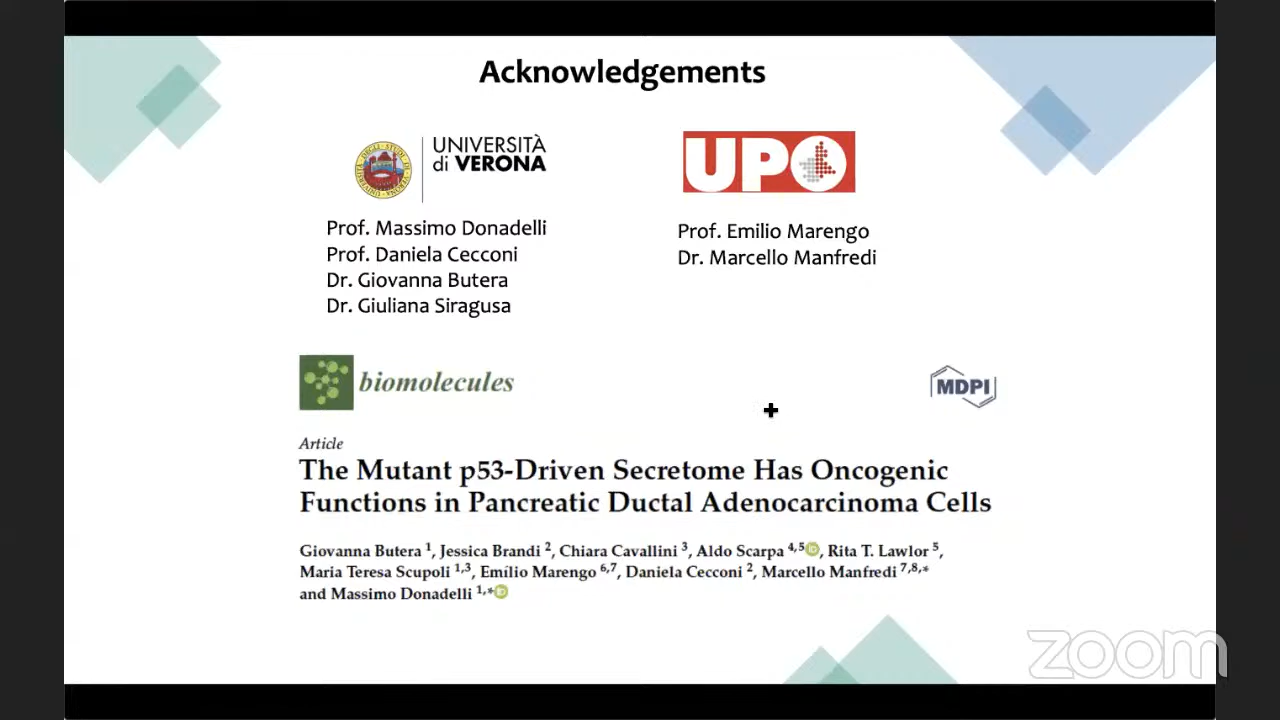 Acknowledgements
UNIVERSITÀ
di VERONA
UPO
Prof. Massimo Donadelli
Prof. Daniela Cecconi
Dr. Giovanna Butera
Dr. Giuliana Siragusa
Prof. Emilio Marengo
Dr. Marcello Manfredi
biomolecules
MDPI
Article
The Mutant p53-Driven Secretome Has Oncogenic
Functions in Pancreatic Ductal Adenocarcinoma Cells
Giovanna Butera 1, Jessica Brandi 2, Chiara Cavallini 3, Aldo Scarpa 4,5, Rita T. Lawlor 5,
Maria Teresa Scupoli 1,3, Emilio Marengo 6,7, Daniela Cecconi 2, Marcello Manfredi 7,8,*
and Massimo Donadelli 1,*
zoom